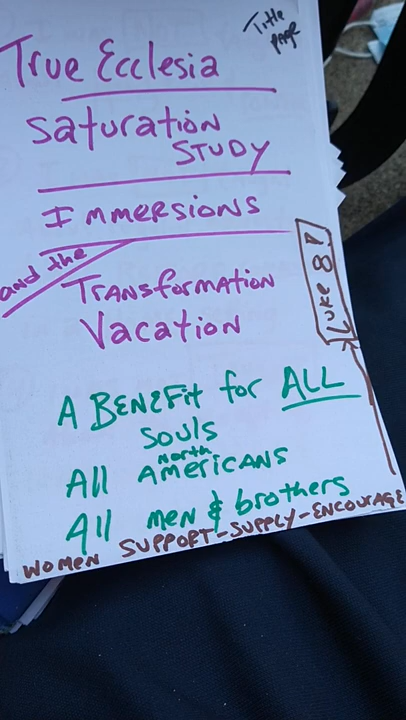 Title
PAGE
True Ecclesia
Saturation
STUDY
IMMERSIONS
and the
TRANSformation
Vacation
Luke 8:1
A BENEFit for ALL
Souls
North
All AMERICANS
All men & brothers
WOMEN SUPPORT-SUPPLY-ENCOURAGE